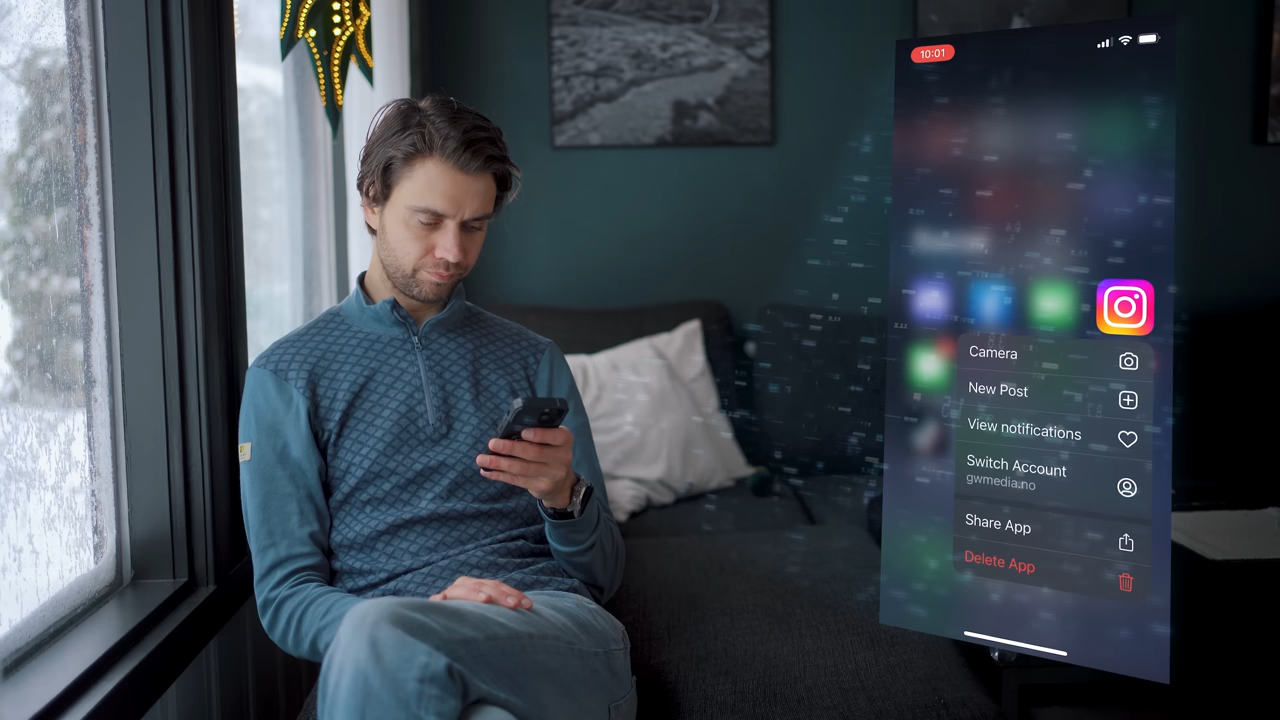 10:01
Camera
New Post
View notifications
Switch Account
gwmedia.no
Share App
Delete App